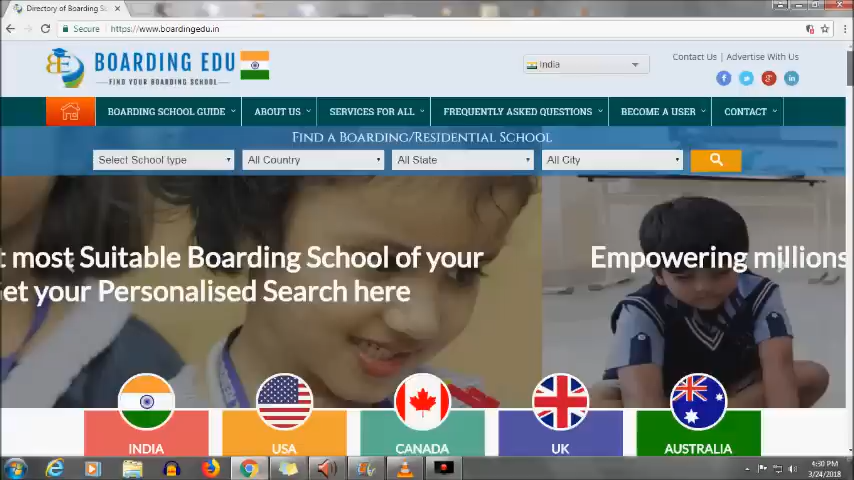 Directory of Boarding S
Secure
https://www.boardingedu.in
BOARDING EDU
FIND YOUR BOARDING SCHOOL
India
Contact Us | Advertise With Us
BOARDING SCHOOL GUIDE
ABOUT US
SERVICES FOR ALL
FREQUENTLY ASKED QUESTIONS
BECOME A USER
CONTACT
FIND A BOARDING/RESIDENTIAL SCHOOL
Select School type
All Country
All State
All City
t most Suitable Boarding School of your
et your Personalised Search here
Empowering millions
INDIA
USA
CANADA
UK
AUSTRALIA
4:30 PM
3/24/2018